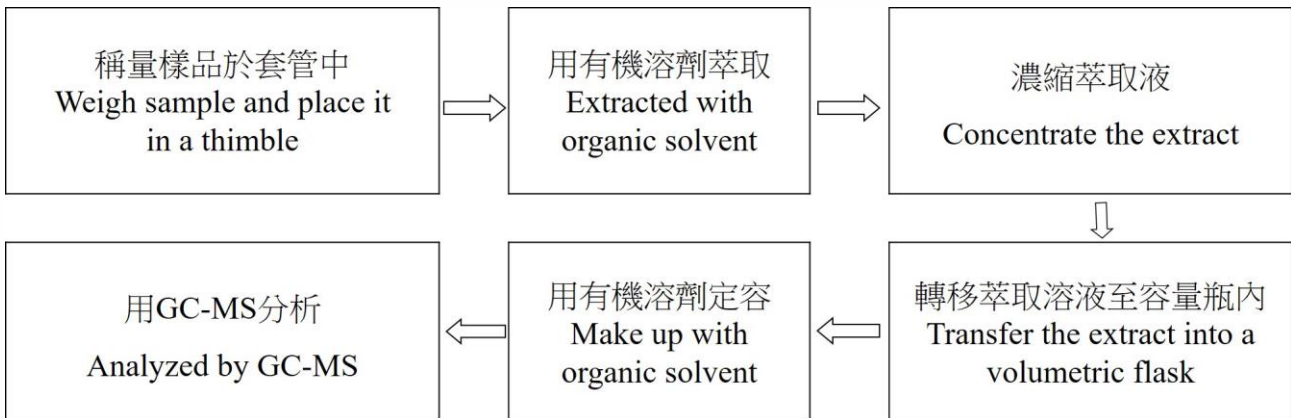 稱量樣品於套管中
Weigh sample and place it
in a thimble
用有機溶劑萃取
Extracted with
organic solvent
濃縮萃取液
Concentrate the extract
轉移萃取溶液至容量瓶內
Transfer the extract into a
volumetric flask
用有機溶劑定容
Make up with
organic solvent
用GC-MS分析
Analyzed by GC-MS